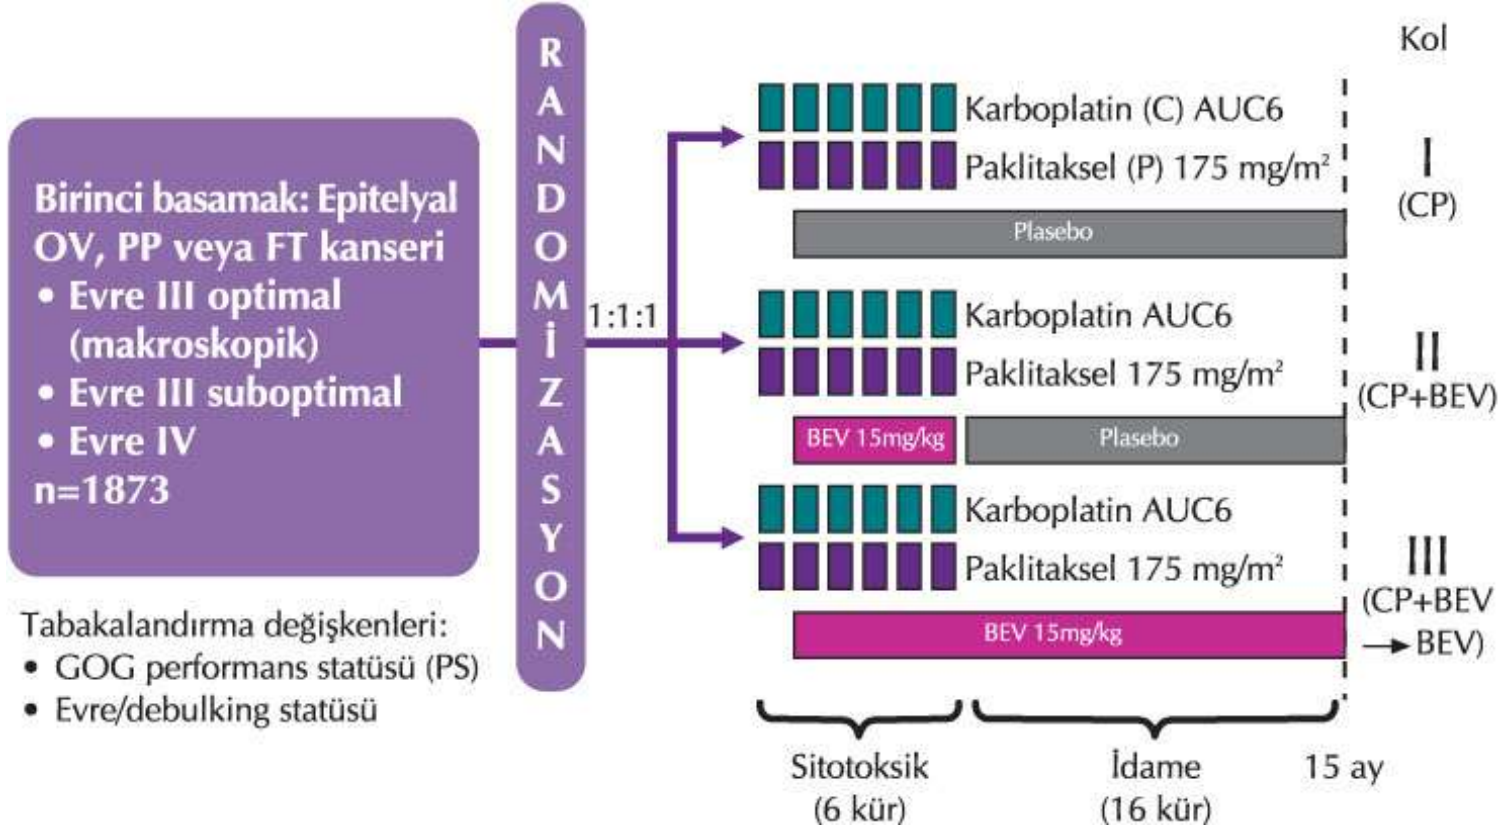 Birinci basamak: Epitelyal
OV, PP veya FT kanseri
• Evre III optimal
(makroskopik)
• Evre III suboptimal
• Evre IV
n=1873
Tabakalandırma değişkenleri:
• GOG performans statüsü (PS)
• Evre/debulking statüsü
RANDOMİZASYON
1:1:1
Kol
Karboplatin (C) AUC6
Paklitaksel (P) 175 mg/m²
Plasebo
I
(CP)
Karboplatin AUC6
Paklitaksel 175 mg/m²
BEV 15mg/kg
Plasebo
II
(CP+BEV)
Karboplatin AUC6
Paklitaksel 175 mg/m²
BEV 15mg/kg
III
(CP+BEV
→ BEV)
Sitotoksik
(6 kür)
İdame
(16 kür)
15 ay